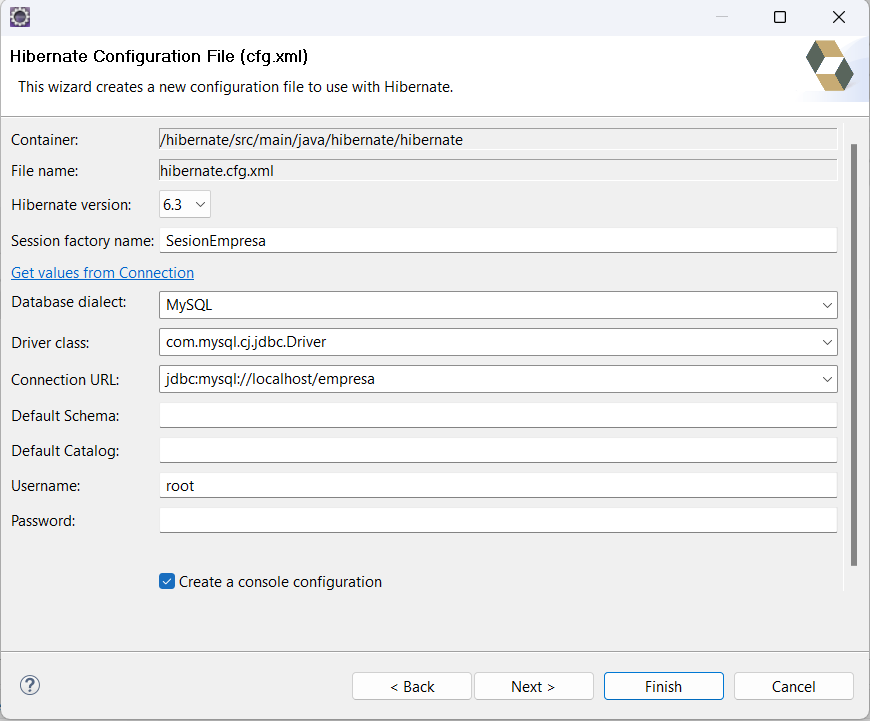 Hibernate Configuration File (cfg.xml)
This wizard creates a new configuration file to use with Hibernate.
Container: /hibernate/src/main/java/hibernate/hibernate
File name: hibernate.cfg.xml
Hibernate version: 6.3
Session factory name: SesionEmpresa
Get values from Connection
Database dialect: MySQL
Driver class: com.mysql.cj.jdbc.Driver
Connection URL: jdbc:mysql://localhost/empresa
Default Schema:
Default Catalog:
Username: root
Password:
Create a console configuration
? < Back Next > Finish Cancel